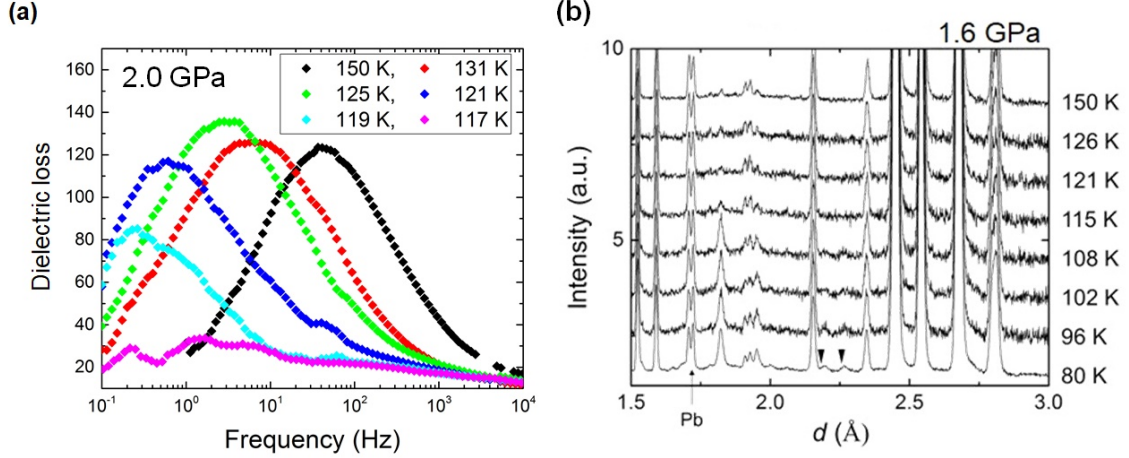 (a)
(b)
2.0 GPa
150 K, 131 K
125 K, 121 K
119 K, 117 K
160
140
120
100
80
60
40
20
Dielectric loss
10⁻¹ 10⁰ 10¹ 10² 10³ 10⁴
Frequency (Hz)
1.6 GPa
10
5
Intensity (a.u.)
150 K
126 K
121 K
115 K
108 K
102 K
96 K
80 K
1.5 2.0 2.5 3.0
Pb
d (Å)